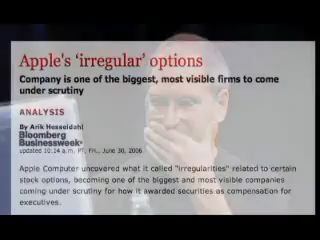 Apple's ‘irregular’ options
Company is one of the biggest, most visible firms to come
under scrutiny
ANALYSIS
By Arik Hesseldahl
Bloomberg
Businessweek
updated 10:14 a.m. PT, Fri., June 30, 2006
Apple Computer uncovered what it called "irregularities" related to certain
stock options, becoming one of the biggest and most visible companies
coming under scrutiny for how it awarded securities as compensation for
executives.